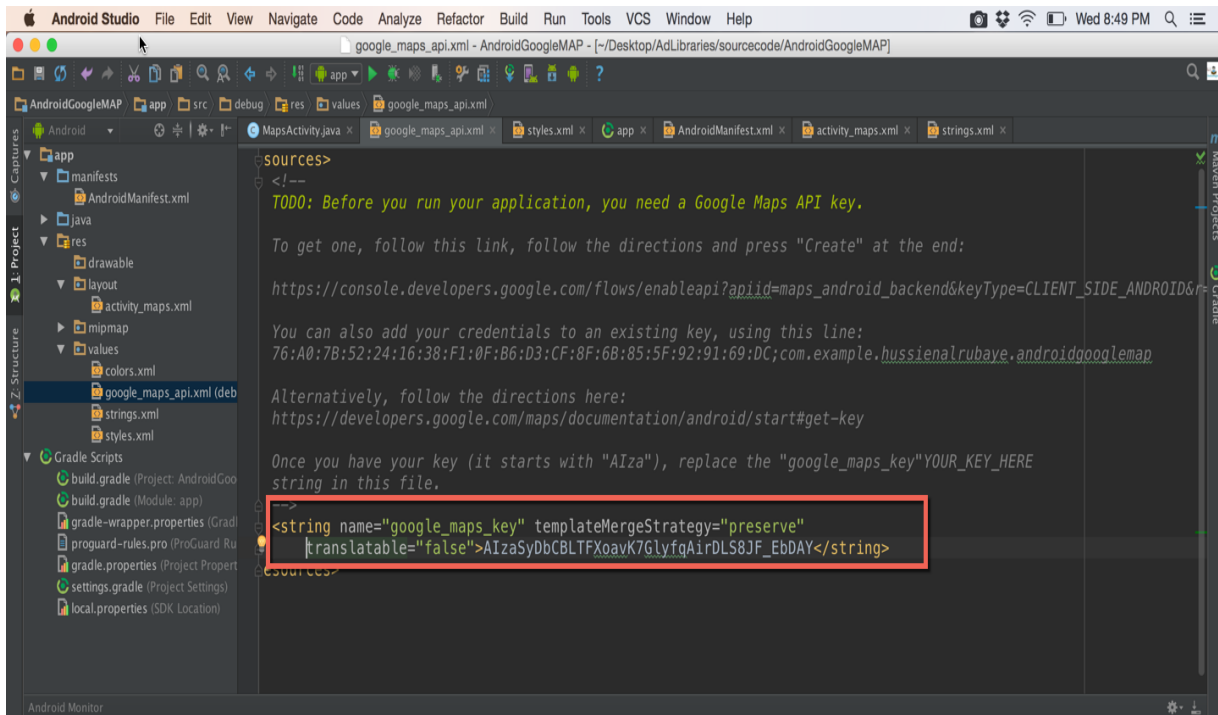 Android Studio File Edit View Navigate Code Analyze Refactor Build Run Tools VCS Window Help Wed 8:49 PM
google_maps_api.xml - AndroidGoogleMAP - [~/Desktop/AdLibraries/sourcecode/AndroidGoogleMAP]
app
AndroidGoogleMAP app src debug res values google_maps_api.xml
Android
MapsActivity.java google_maps_api.xml styles.xml app AndroidManifest.xml activity_maps.xml strings.xml
Captures
1: Project
Z: Structure
app
manifests
AndroidManifest.xml
java
res
drawable
layout
activity_maps.xml
mipmap
values
colors.xml
google_maps_api.xml (deb
strings.xml
styles.xml
Gradle Scripts
build.gradle (Project: AndroidGoo
build.gradle (Module: app)
gradle-wrapper.properties (Gradl
proguard-rules.pro (ProGuard Ru
gradle.properties (Project Propert
settings.gradle (Project Settings)
local.properties (SDK Location)
sources>
<!--
TODO: Before you run your application, you need a Google Maps API key.
To get one, follow this link, follow the directions and press "Create" at the end:
https://console.developers.google.com/flows/enableapi?apiid=maps_android_backend&keyType=CLIENT_SIDE_ANDROID&r=
You can also add your credentials to an existing key, using this line:
76:A0:7B:52:24:16:38:F1:0F:B6:D3:CF:8F:6B:85:5F:92:91:69:DC;com.example.hussienalrubaye.androidgooglemap
Alternatively, follow the directions here:
https://developers.google.com/maps/documentation/android/start#get-key
Once you have your key (it starts with "AIza"), replace the "google_maps_key"YOUR_KEY_HERE
string in this file.
-->
<string name="google_maps_key" templateMergeStrategy="preserve"
translatable="false">AIzaSyDbCBLTFXoavK7GlyfqAirDLS8JF_EbDAY</string>
esources>
Maven Projects
Gradle
Android Monitor